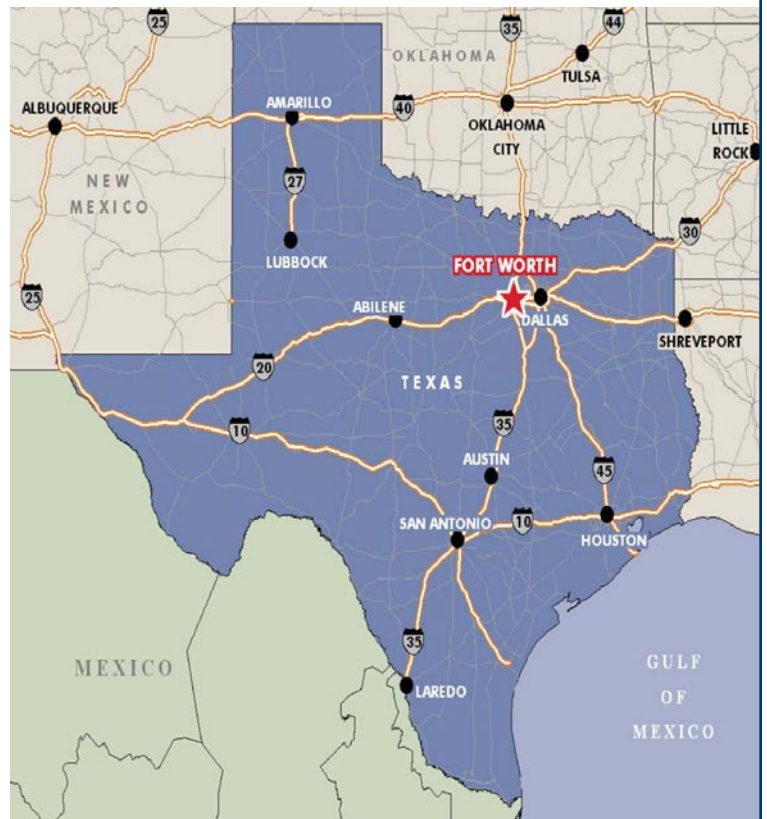 25
35
44
OKLAHOMA
TULSA
ALBUQUERQUE
AMARILLO
40
OKLAHOMA
CITY
LITTLE
ROCK
NEW
MEXICO
27
30
LUBBOCK
FORT WORTH
25
ABILENE
DALLAS
SHREVEPORT
20
TEXAS
10
35
AUSTIN
45
SAN ANTONIO
10
HOUSTON
35
MEXICO
LAREDO
GULF
OF
MEXICO